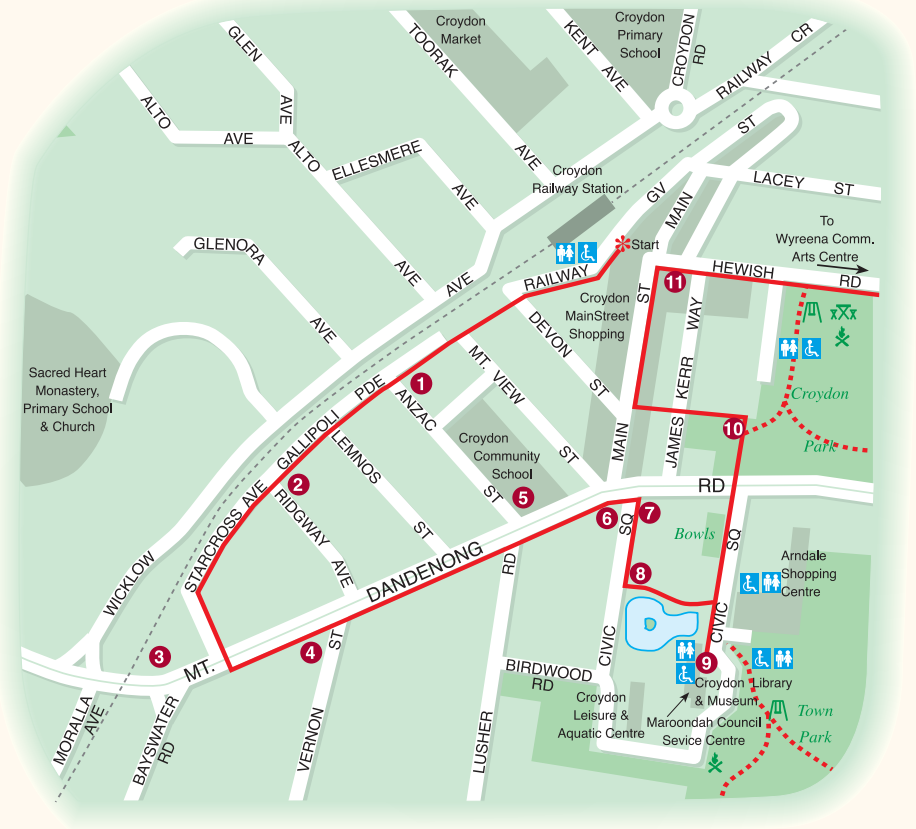 Croydon
Market
Croydon
Primary
School
GLEN
AVE
TOORAK
AVE
KENT AVE
CROYDON
RD
RAILWAY CR
ALTO
AVE
ALTO
AVE
ELLESMERE
AVE
Croydon
Railway Station
ST
GV
MAIN
LACEY ST
To
Wyreena Comm.
Arts Centre
Start
GLENORA
AVE
AVE
RAILWAY
HEWISH
RD
11
ST
WAY
Croydon
MainStreet
Shopping
DEVON
ST
MT. VIEW
ST
KERR
JAMES
MAIN
Croydon
Park
10
Sacred Heart
Monastery,
Primary School
& Church
1
ANZAC
ST
GALLIPOLI PDE
LEMNOS
ST
Croydon
Community
School
5
2
STARCROSS AVE
RIDGWAY
AVE
WICKLOW
6
7
RD
SQ
Bowls
SQ
DANDENONG
RD
8
Arndale
Shopping
Centre
CIVIC
CIVIC
3
4
MT.
ST
VERNON
9
BIRDWOOD
RD
LUSHER
Croydon Library
& Museum
Croydon
Leisure &
Aquatic Centre
Maroondah Council
Sevice Centre
Town
Park
MORALLA
AVE
BAYSWATER
RD